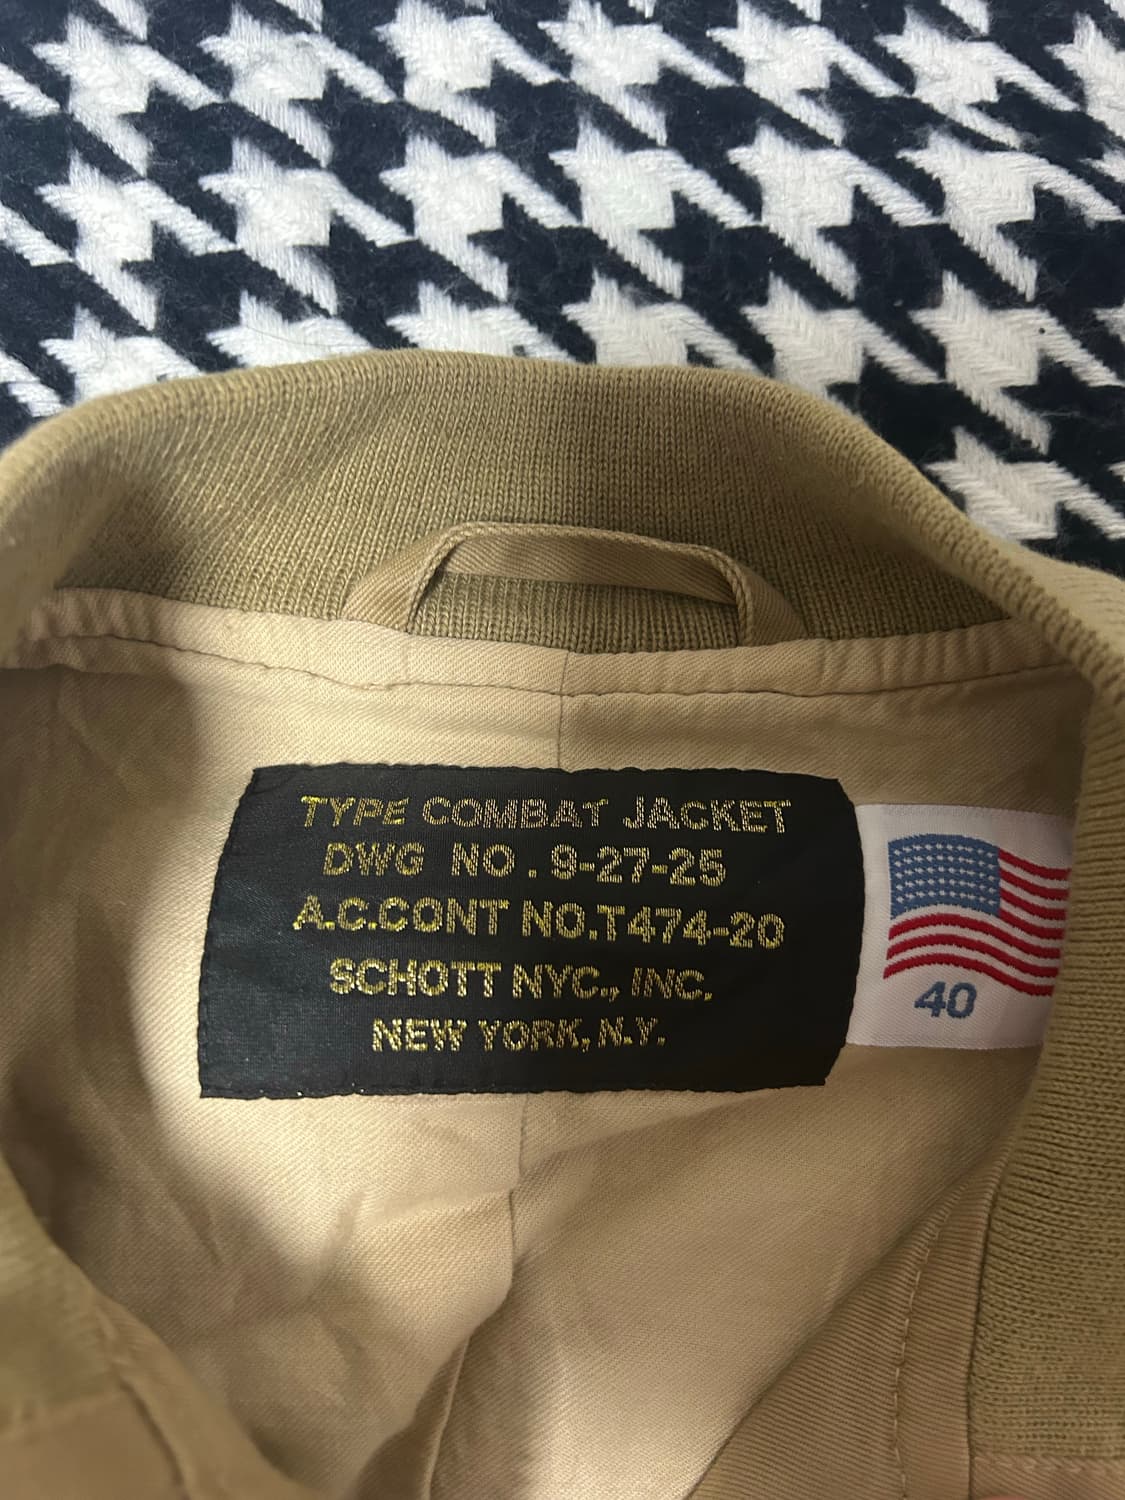 TYPE COMBAT JACKET
DWG NO. 9-27-25
A.C.CONT NO.T474-20
SCHOTT NYC., INC.
NEW YORK, N.Y.
40